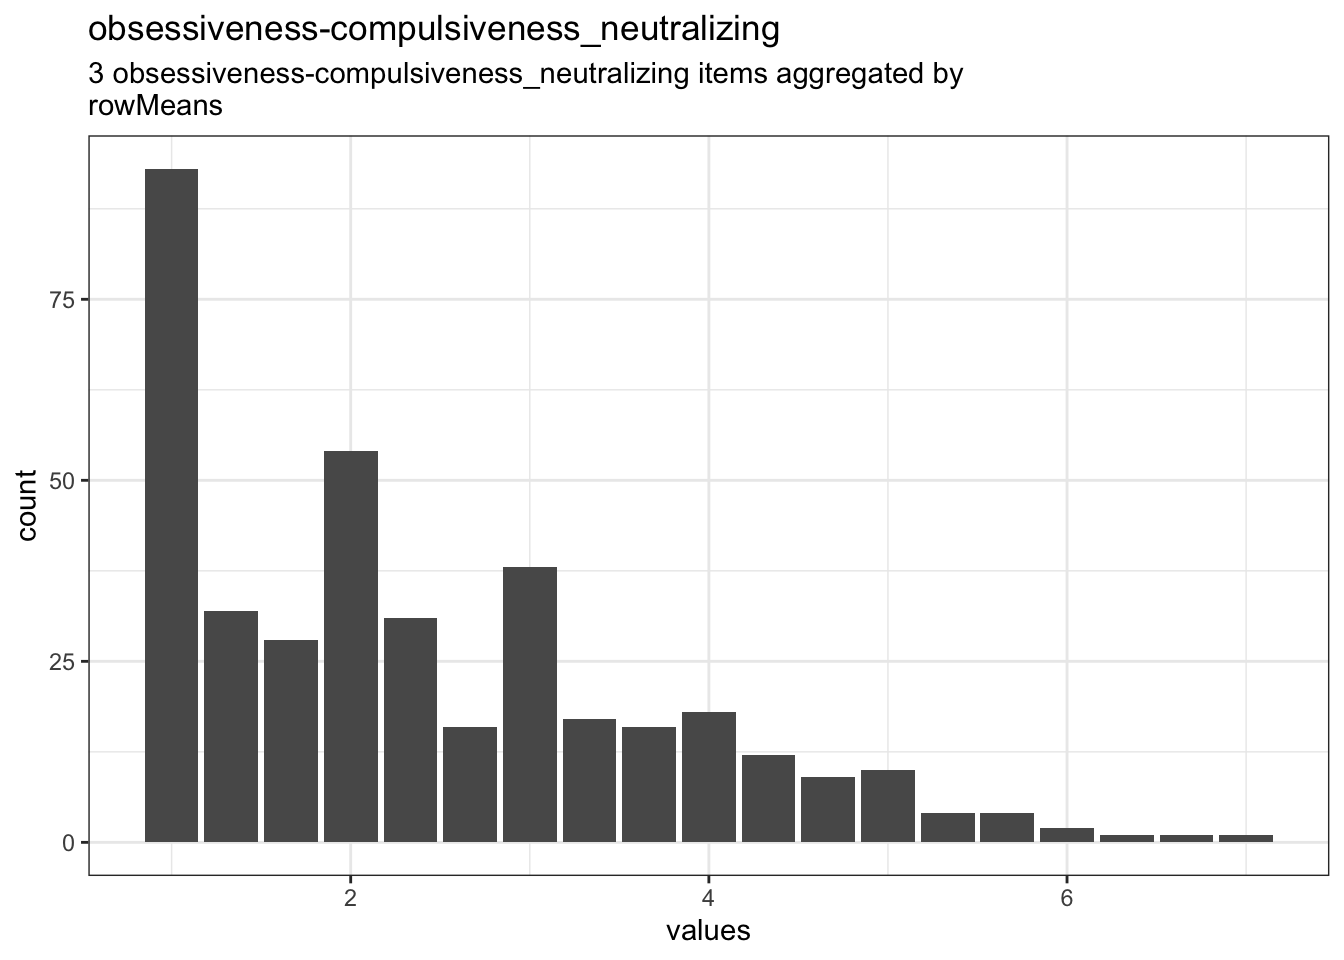 obsessiveness-compulsiveness_neutralizing
3 obsessiveness-compulsiveness_neutralizing items aggregated by
rowMeans
75
50
25
0
count
2 4 6
values